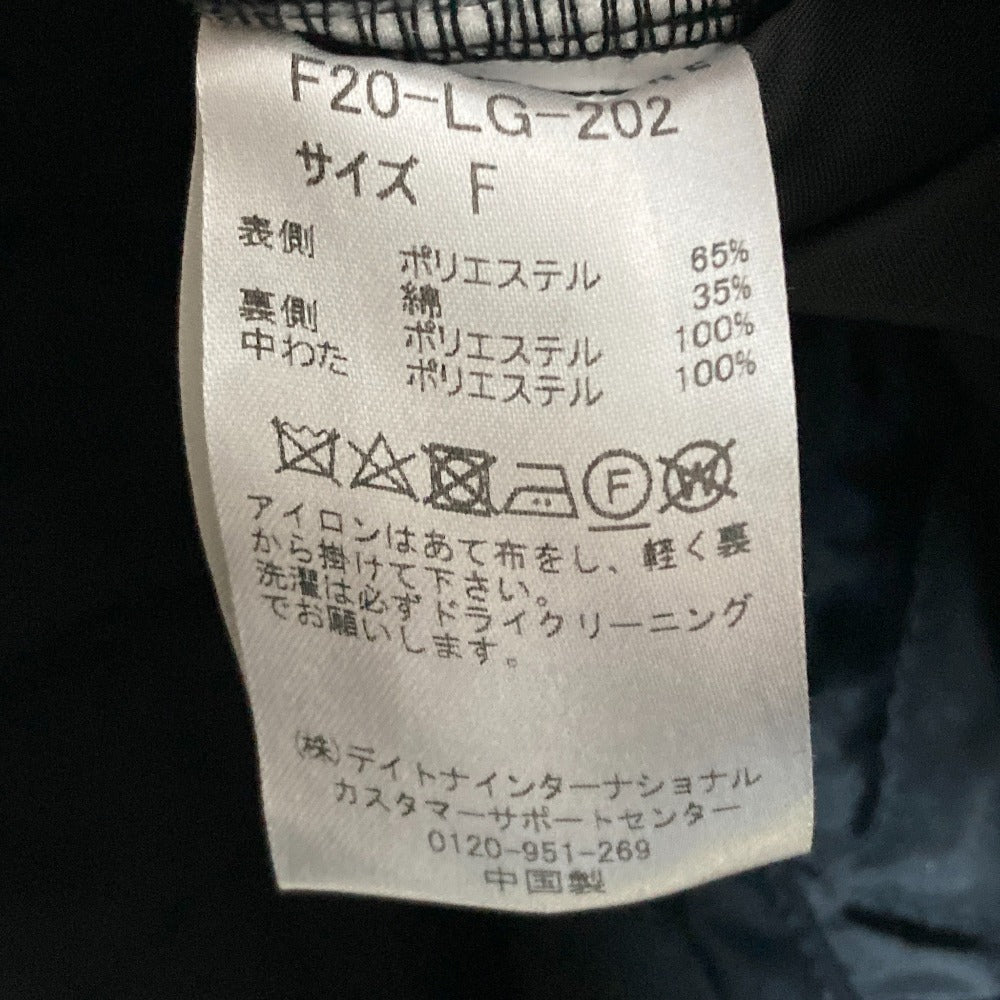 F20-LG-202
サイズ F
表側 ポリエステル 65%
綿 35%
裏側 ポリエステル 100%
中わた ポリエステル 100%
F W
アイロンはあて布をし、軽く裏
から掛けて下さい。
洗濯は必ずドライクリーニング
でお願いします。
(株)デイトナインターナショナル
カスタマーサポートセンター
0120-951-269
中国製